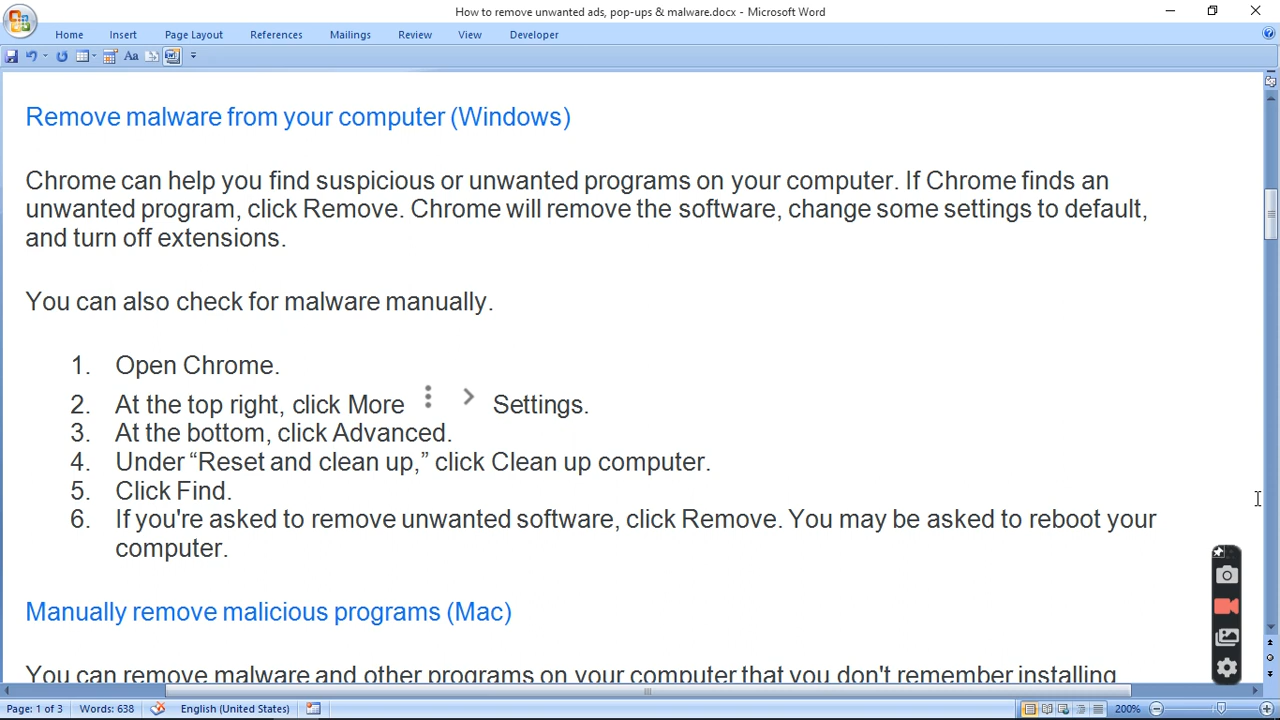 How to remove unwanted ads, pop-ups & malware.docx - Microsoft Word
Home Insert Page Layout References Mailings Review View Developer
Aa
Remove malware from your computer (Windows)
Chrome can help you find suspicious or unwanted programs on your computer. If Chrome finds an
unwanted program, click Remove. Chrome will remove the software, change some settings to default,
and turn off extensions.
You can also check for malware manually.
1. Open Chrome.
2. At the top right, click More Settings.
3. At the bottom, click Advanced.
4. Under “Reset and clean up,” click Clean up computer.
5. Click Find.
6. If you're asked to remove unwanted software, click Remove. You may be asked to reboot your
computer.
Manually remove malicious programs (Mac)
You can remove malware and other programs on your computer that you don't remember installing
Page: 1 of 3 Words: 638 English (United States) 200%